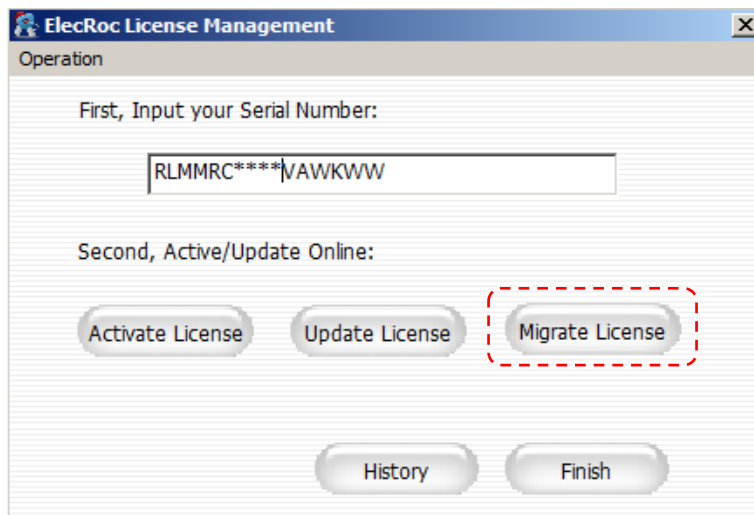 ElecRoc License Management
Operation
First, Input your Serial Number:
RLMMRC****VAWKWW
Second, Active/Update Online:
Activate License Update License Migrate License
History Finish